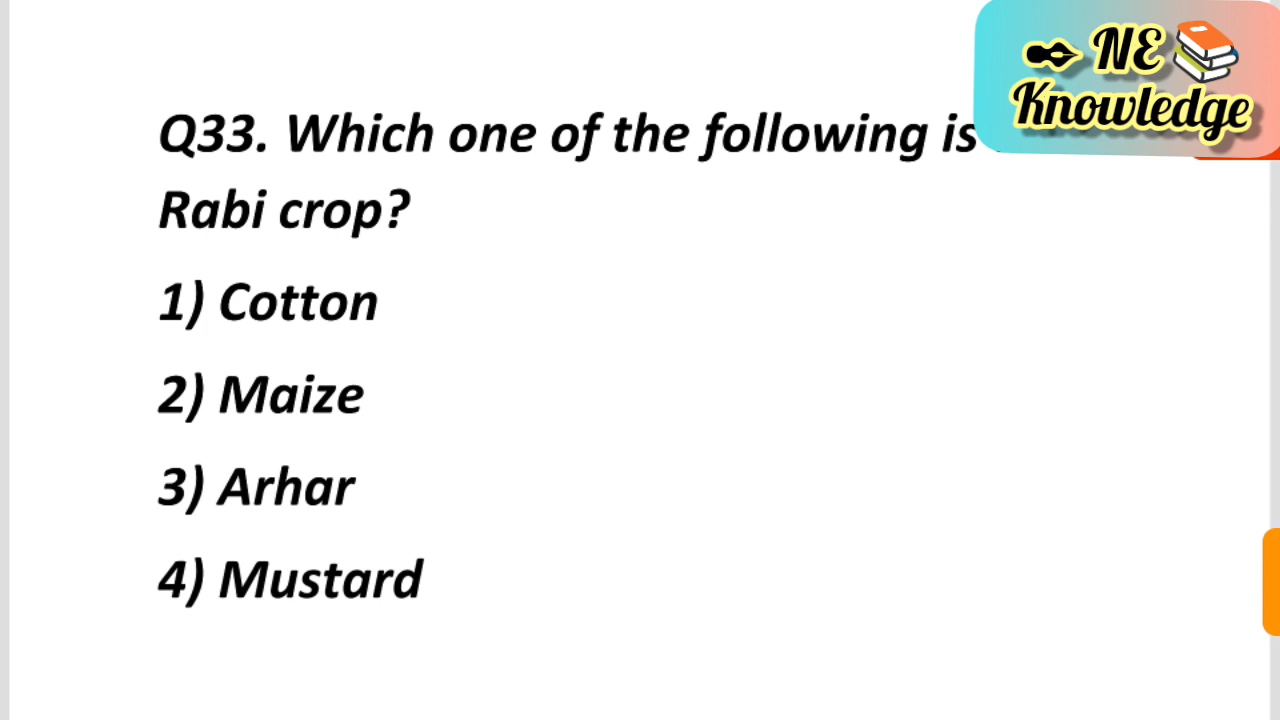 NE
Knowledge
Q33. Which one of the following is
Rabi crop?
1) Cotton
2) Maize
3) Arhar
4) Mustard